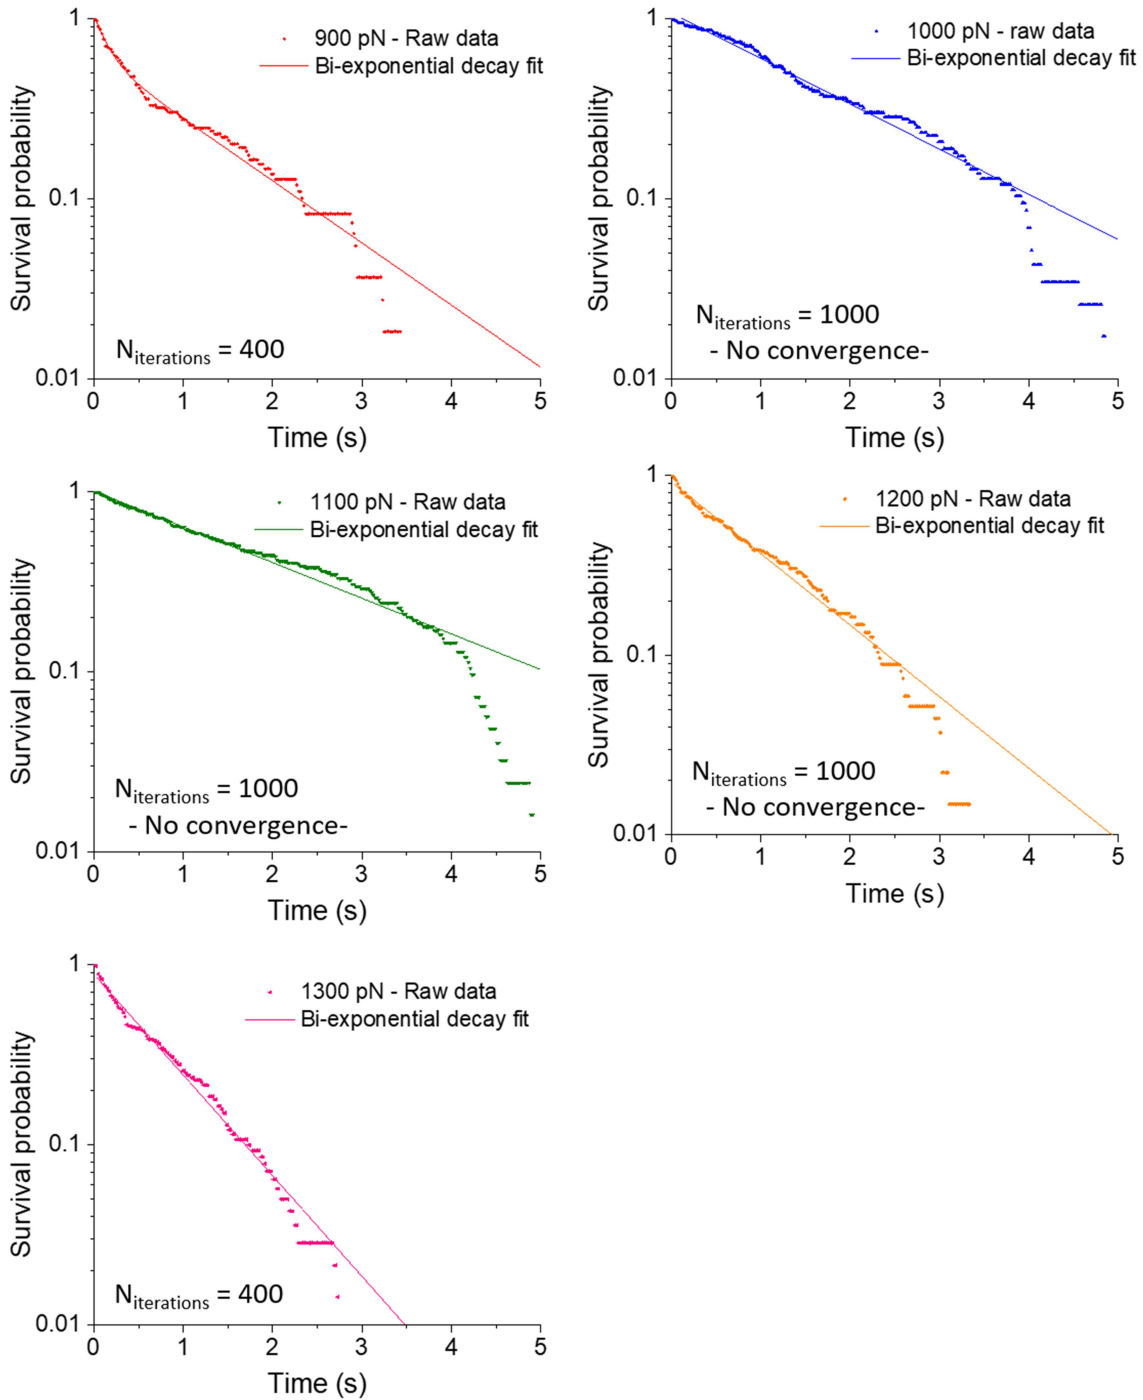 900 pN - Raw data
Bi-exponential decay fit
Survival probability
1
0.1
0.01
N_iterations = 400
0 1 2 3 4 5
Time (s)
1000 pN - raw data
Bi-exponential decay fit
Survival probability
1
0.1
0.01
N_iterations = 1000
- No convergence-
0 1 2 3 4 5
Time (s)
1100 pN - Raw data
Bi-exponential decay fit
Survival probability
1
0.1
0.01
N_iterations = 1000
- No convergence-
0 1 2 3 4 5
Time (s)
1200 pN - Raw data
Bi-exponential decay fit
Survival probability
1
0.1
0.01
N_iterations = 1000
- No convergence-
0 1 2 3 4 5
Time (s)
1300 pN - Raw data
Bi-exponential decay fit
Survival probability
1
0.1
0.01
N_iterations = 400
0 1 2 3 4 5
Time (s)